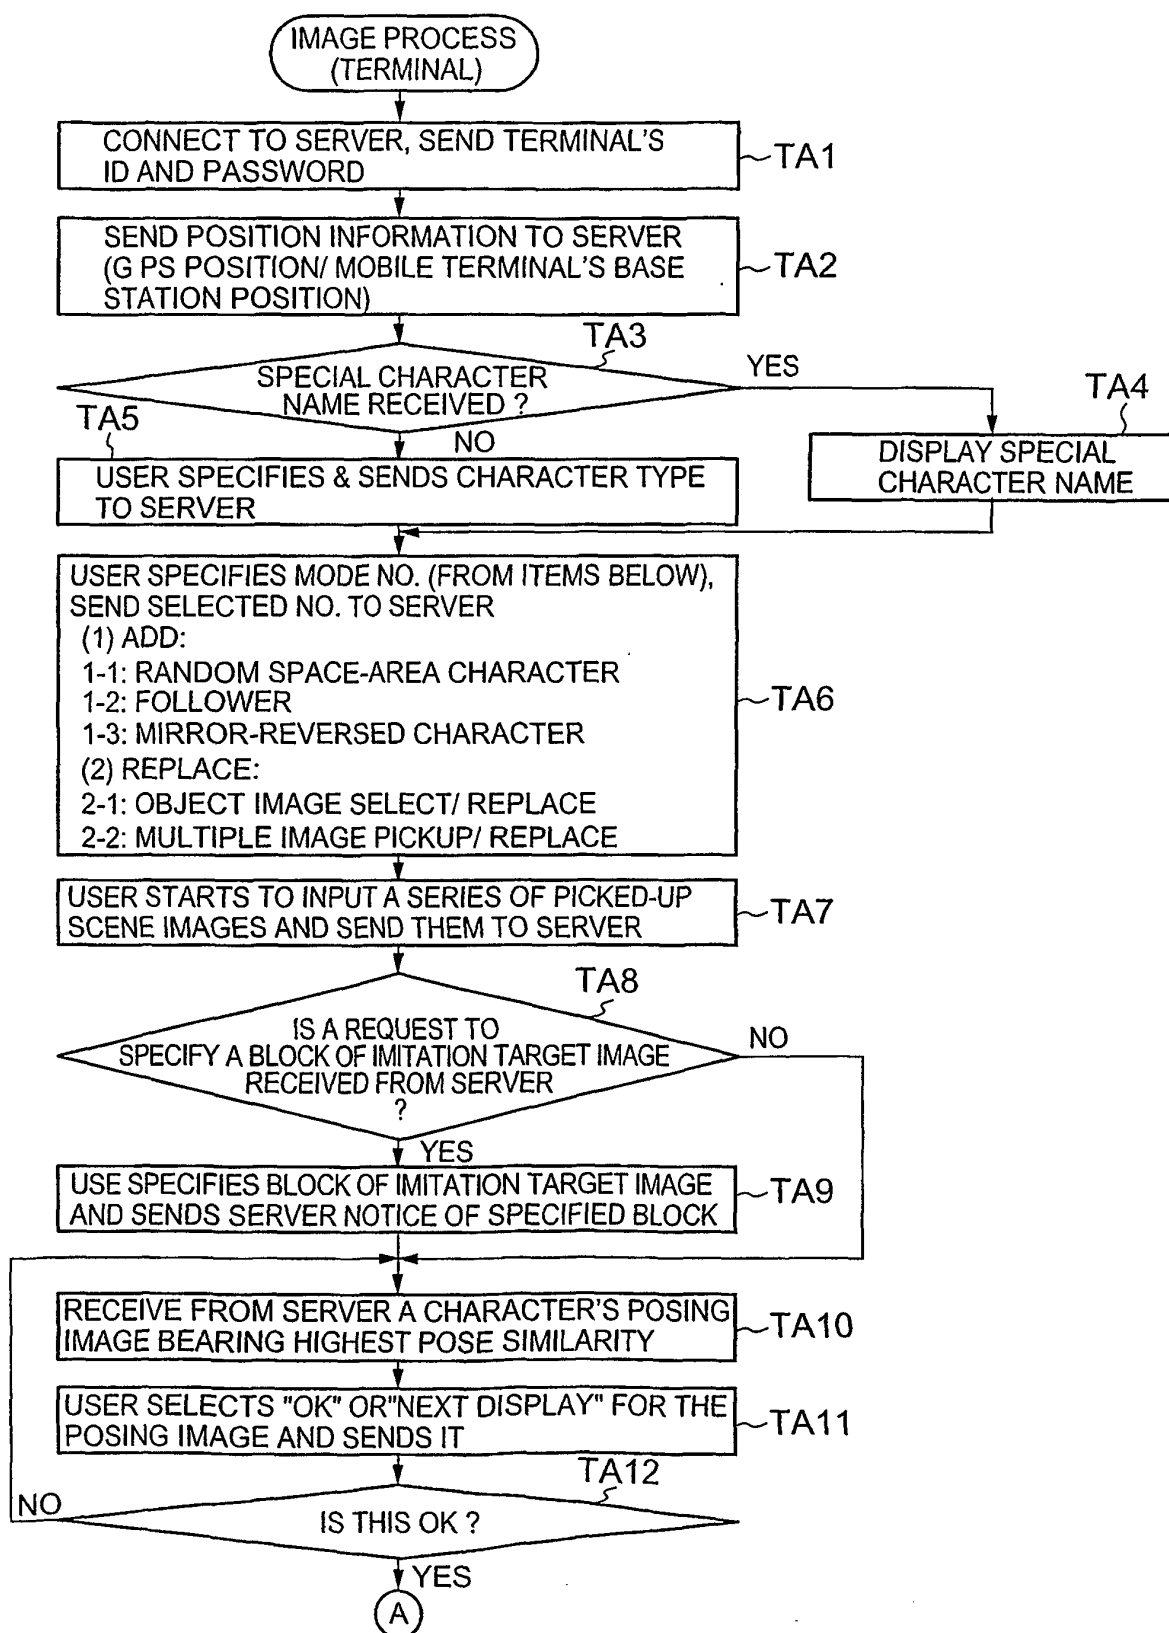 IMAGE PROCESS
(TERMINAL)
CONNECT TO SERVER, SEND TERMINAL'S
ID AND PASSWORD
TA1
SEND POSITION INFORMATION TO SERVER
(G PS POSITION/ MOBILE TERMINAL'S BASE
STATION POSITION)
TA2
TA3
SPECIAL CHARACTER
NAME RECEIVED ?
YES
TA4
DISPLAY SPECIAL
CHARACTER NAME
NO
TA5
USER SPECIFIES & SENDS CHARACTER TYPE
TO SERVER
USER SPECIFIES MODE NO. (FROM ITEMS BELOW),
SEND SELECTED NO. TO SERVER
(1) ADD:
1-1: RANDOM SPACE-AREA CHARACTER
1-2: FOLLOWER
1-3: MIRROR-REVERSED CHARACTER
(2) REPLACE:
2-1: OBJECT IMAGE SELECT/ REPLACE
2-2: MULTIPLE IMAGE PICKUP/ REPLACE
TA6
USER STARTS TO INPUT A SERIES OF PICKED-UP
SCENE IMAGES AND SEND THEM TO SERVER
TA7
TA8
IS A REQUEST TO
SPECIFY A BLOCK OF IMITATION TARGET IMAGE
RECEIVED FROM SERVER
?
NO
YES
USE SPECIFIES BLOCK OF IMITATION TARGET IMAGE
AND SENDS SERVER NOTICE OF SPECIFIED BLOCK
TA9
RECEIVE FROM SERVER A CHARACTER'S POSING
IMAGE BEARING HIGHEST POSE SIMILARITY
TA10
USER SELECTS "OK" OR"NEXT DISPLAY" FOR THE
POSING IMAGE AND SENDS IT
TA11
TA12
NO
IS THIS OK ?
YES
A